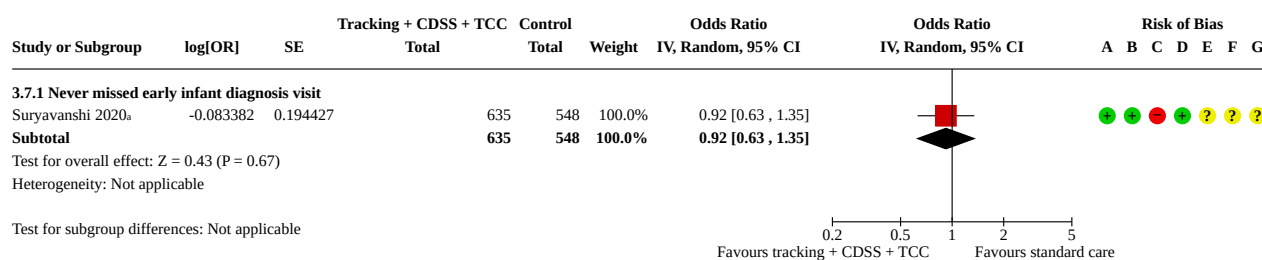 Tracking + CDSS + TCC Control Odds Ratio Odds Ratio Risk of Bias
Study or Subgroup log[OR] SE Total Total Weight IV, Random, 95% CI IV, Random, 95% CI A B C D E F G
3.7.1 Never missed early infant diagnosis visit
Suryavanshi 2020a -0.083382 0.194427 635 548 100.0% 0.92 [0.63 , 1.35] + + − + ? ? ?
Subtotal 635 548 100.0% 0.92 [0.63 , 1.35]
Test for overall effect: Z = 0.43 (P = 0.67)
Heterogeneity: Not applicable
Test for subgroup differences: Not applicable
0.2 0.5 1 2 5
Favours tracking + CDSS + TCC Favours standard care